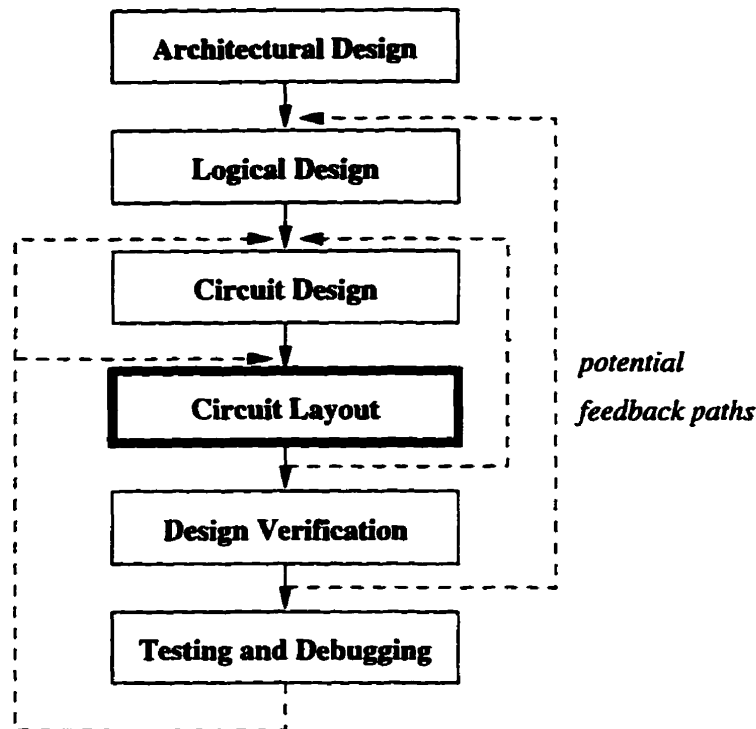 Architectural Design
Logical Design
Circuit Design
potential
Circuit Layout
feedback paths
Design Verification
Testing and Debugging